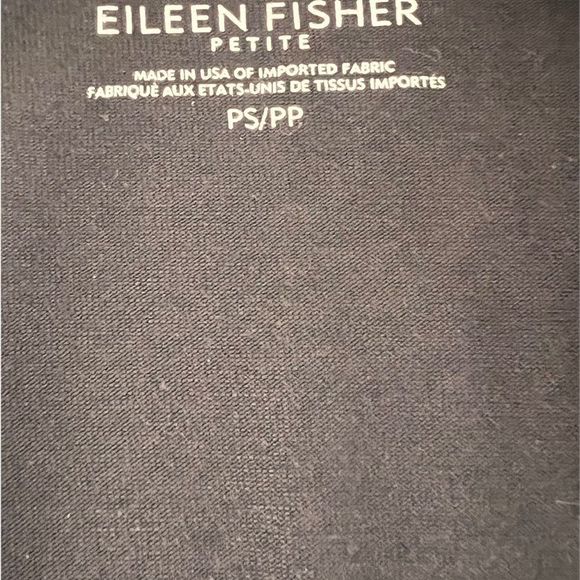 EILEEN FISHER
PETITE
MADE IN USA OF IMPORTED FABRIC
FABRIQUÉ AUX ETATS-UNIS DE TISSUS IMPORTÉS
PS/PP